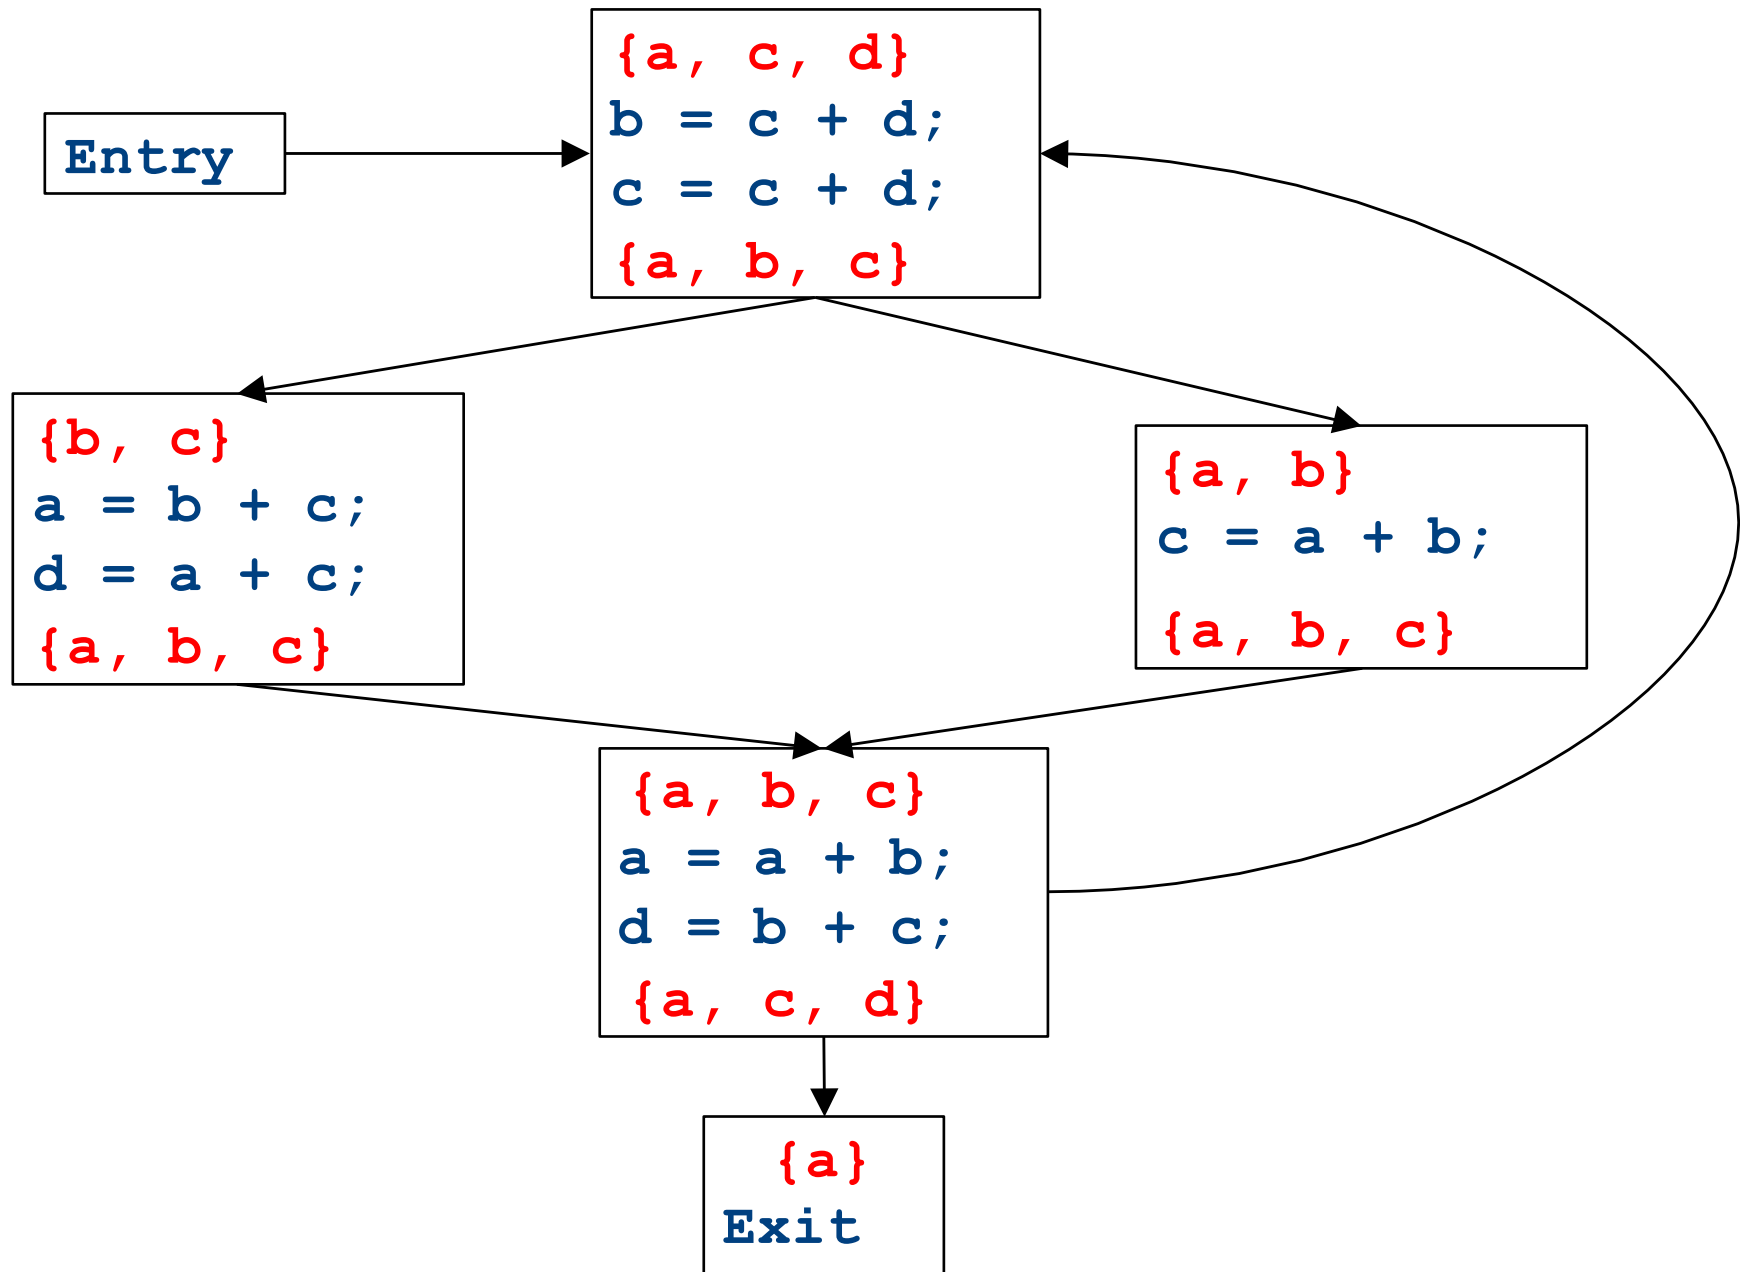 {a, c, d}
b = c + d;
c = c + d;
{a, b, c}
Entry
{b, c}
a = b + c;
d = a + c;
{a, b, c}
{a, b}
c = a + b;
{a, b, c}
{a, b, c}
a = a + b;
d = b + c;
{a, c, d}
{a}
Exit